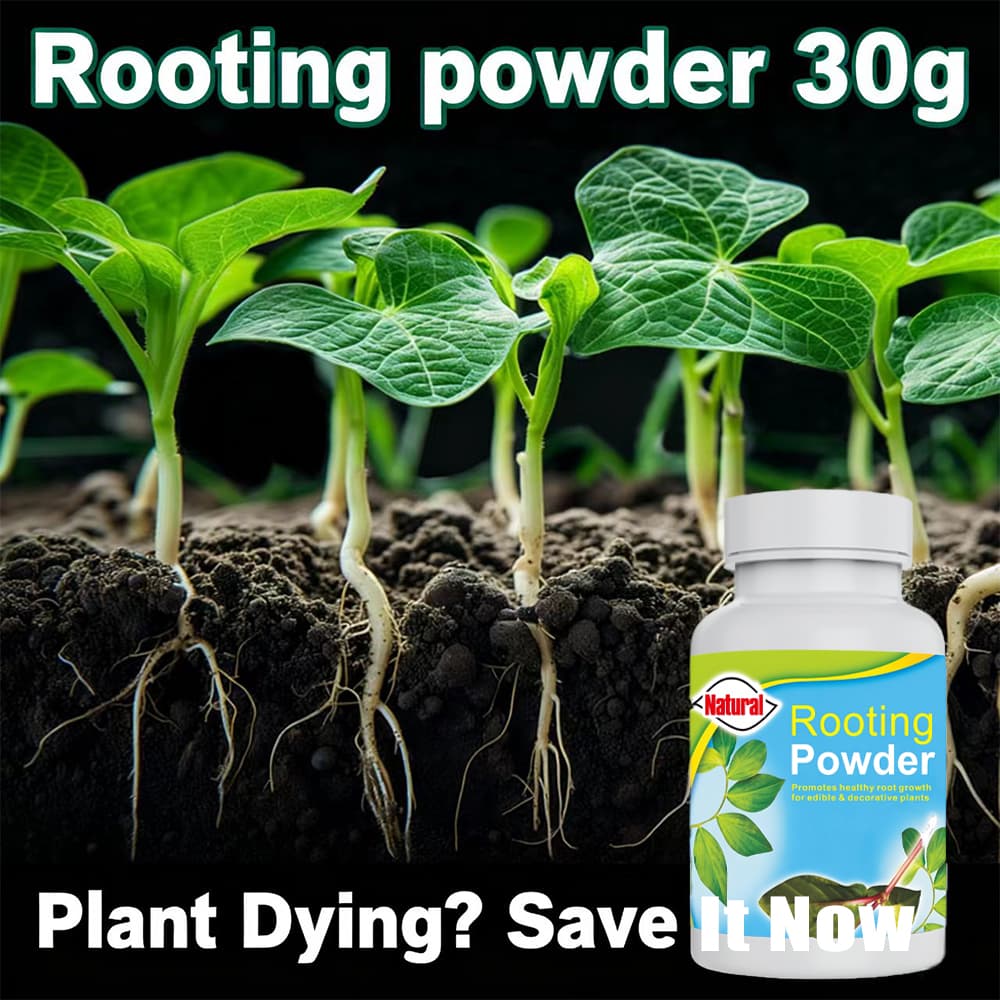 Rooting powder 30g
Natural
Rooting
Powder
Promotes healthy root growth
for edible & decorative plants
Plant Dying? Save It Now